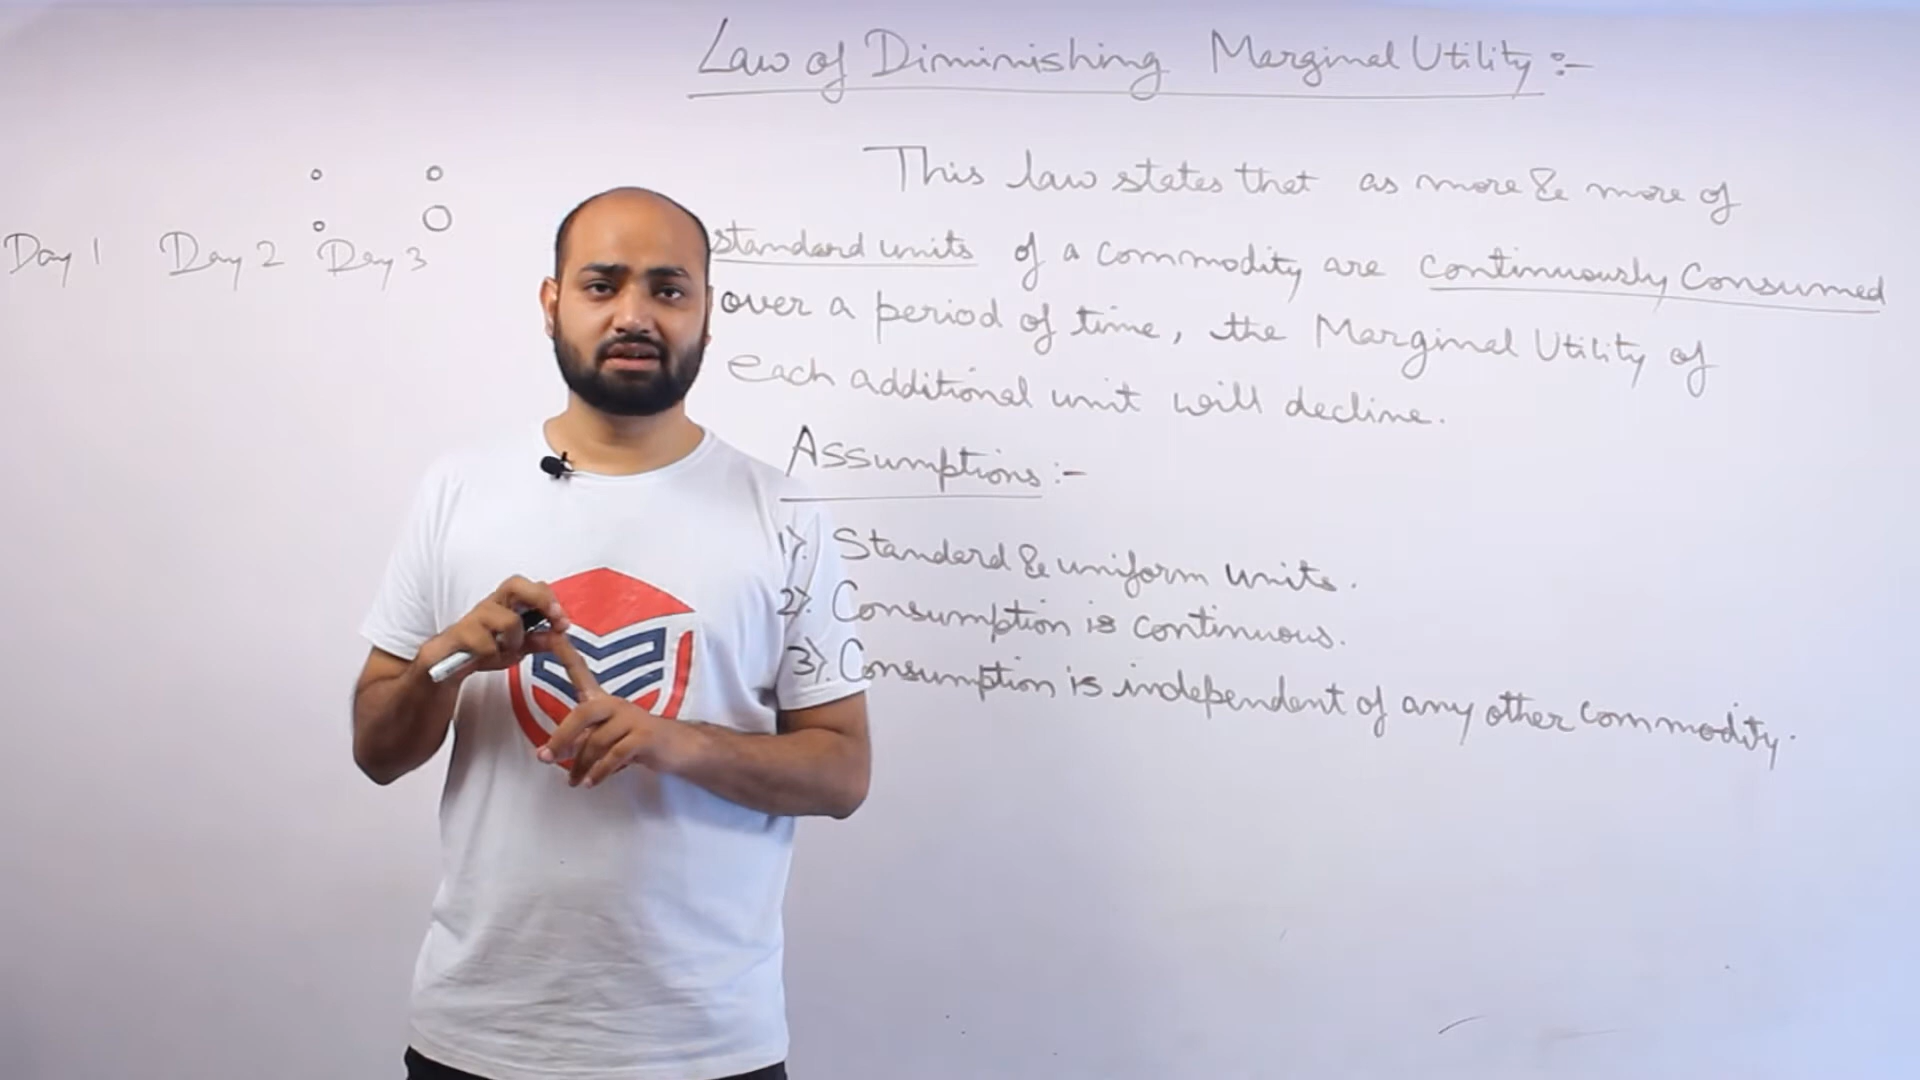 Law of Diminishing Marginal Utility :-
This law states that as more & more of
standard units of a commodity are continuously consumed
over a period of time, the Marginal Utility of
each additional unit will decline.
Assumptions :-
1). Standard & uniform units.
2). Consumption is continuous.
3). Consumption is independent of any other commodity.
Day 1 Day 2 Day 3